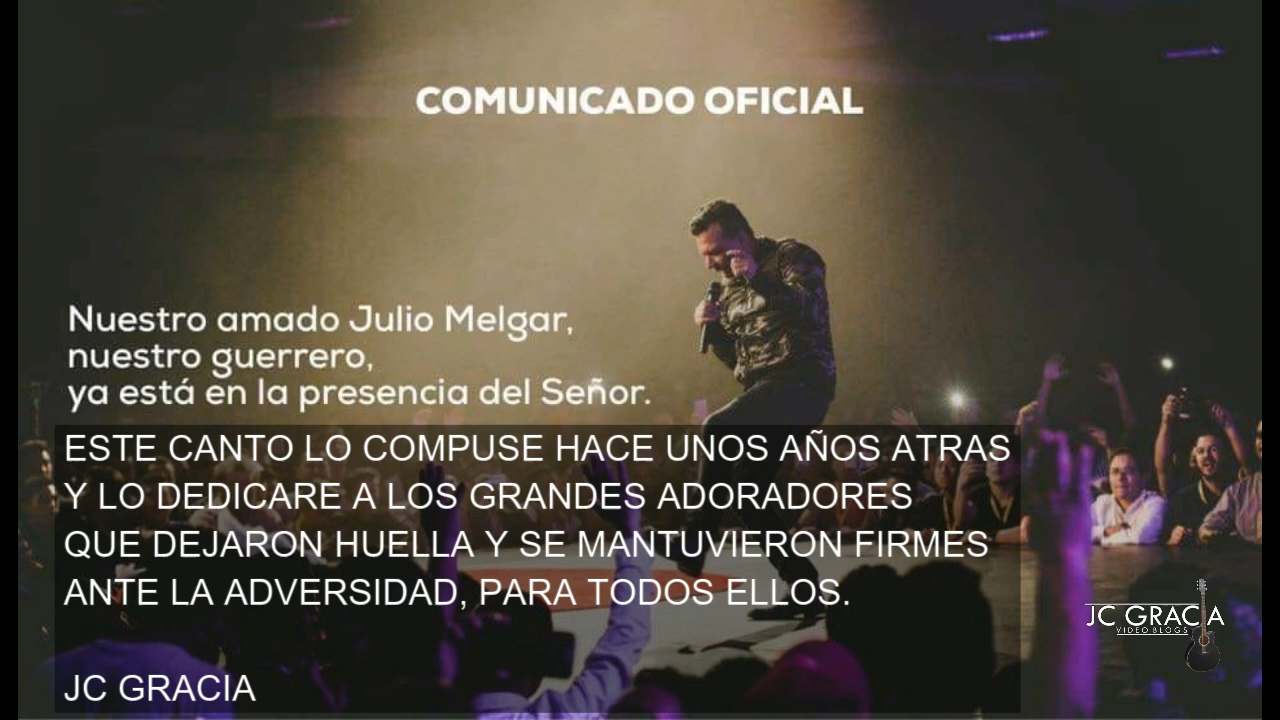 COMUNICADO OFICIAL
Nuestro amado Julio Melgar,
nuestro guerrero,
ya está en la presencia del Señor.
ESTE CANTO LO COMPUSE HACE UNOS AÑOS ATRAS
Y LO DEDICARE A LOS GRANDES ADORADORES
QUE DEJARON HUELLA Y SE MANTUVIERON FIRMES
ANTE LA ADVERSIDAD, PARA TODOS ELLOS.
JC GRACIA
JC GRACIA
VIDEO BLOGS